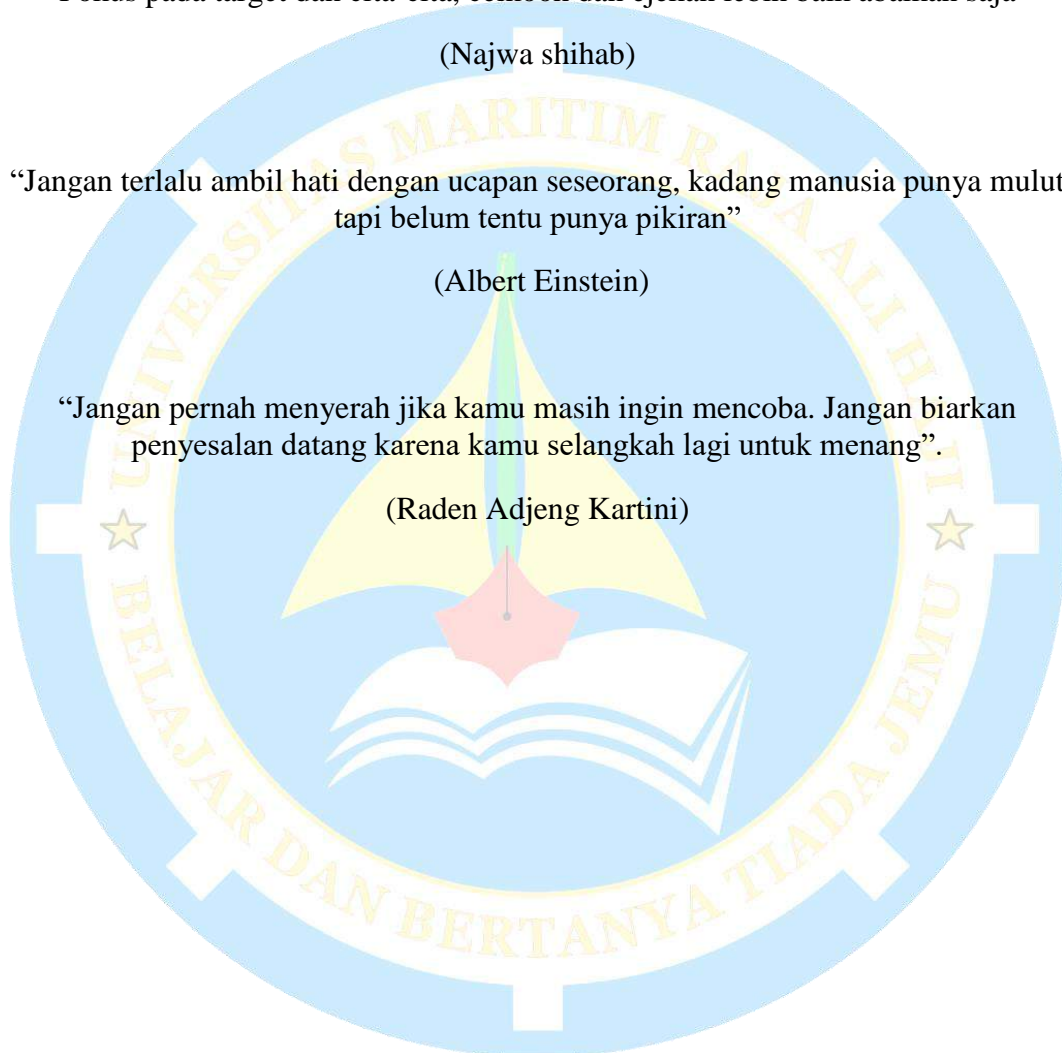 (Najwa shihab)
“Jangan terlalu ambil hati dengan ucapan seseorang, kadang manusia punya mulut
tapi belum tentu punya pikiran”
(Albert Einstein)
“Jangan pernah menyerah jika kamu masih ingin mencoba. Jangan biarkan
penyesalan datang karena kamu selangkah lagi untuk menang”.
(Raden Adjeng Kartini)
UNIVERSITAS MARITIM RAJA ALI HAJI
BELAJAR DAN BERTANYA TIADA JEMU